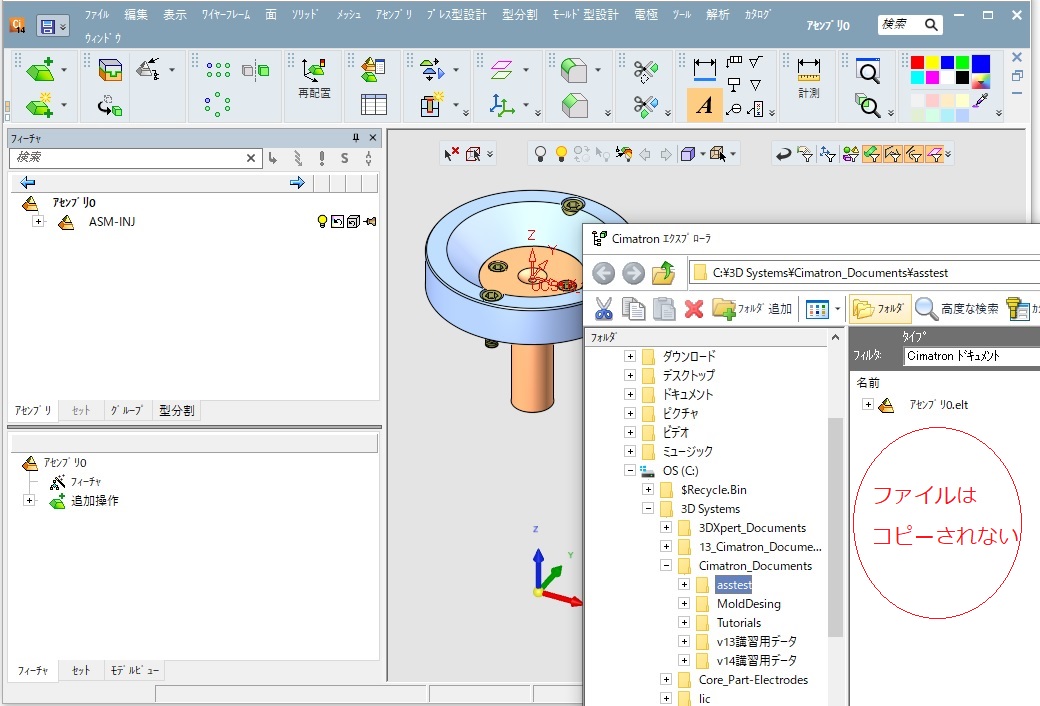 Ci
14
ファイル 編集 表示 ワイヤーフレーム 面 ソリッド メッシュ アセンブリ プレス型設計 型分割 モールド型設計 電極 ツール 解析 カタログ
アセンブリ0
検索
ウィンドウ
再配置
A
計測
フィーチャ
検索
S
アセンブリ0
ASM-INJ
アセンブリ セット グループ 型分割
アセンブリ0
フィーチャ
追加操作
フィーチャ セット モデルビュー
Z
Y
Z
Y
Cimatron エクスプローラ
C:¥3D Systems¥Cimatron_Documents¥asstest
フォルダ 追加
フォルダ
高度な検索
フォルダ
ダウンロード
デスクトップ
ドキュメント
ピクチャ
ビデオ
ミュージック
OS (C:)
$Recycle.Bin
3D Systems
3DXpert_Documents
13_Cimatron_Docume...
Cimatron_Documents
asstest
MoldDesing
Tutorials
v13講習用データ
v14講習用データ
Core_Part-Electrodes
lic
タイプ
フィルタ:
Cimatron ドキュメント
名前
アセンブリ0.elt
ファイルは
コピーされない